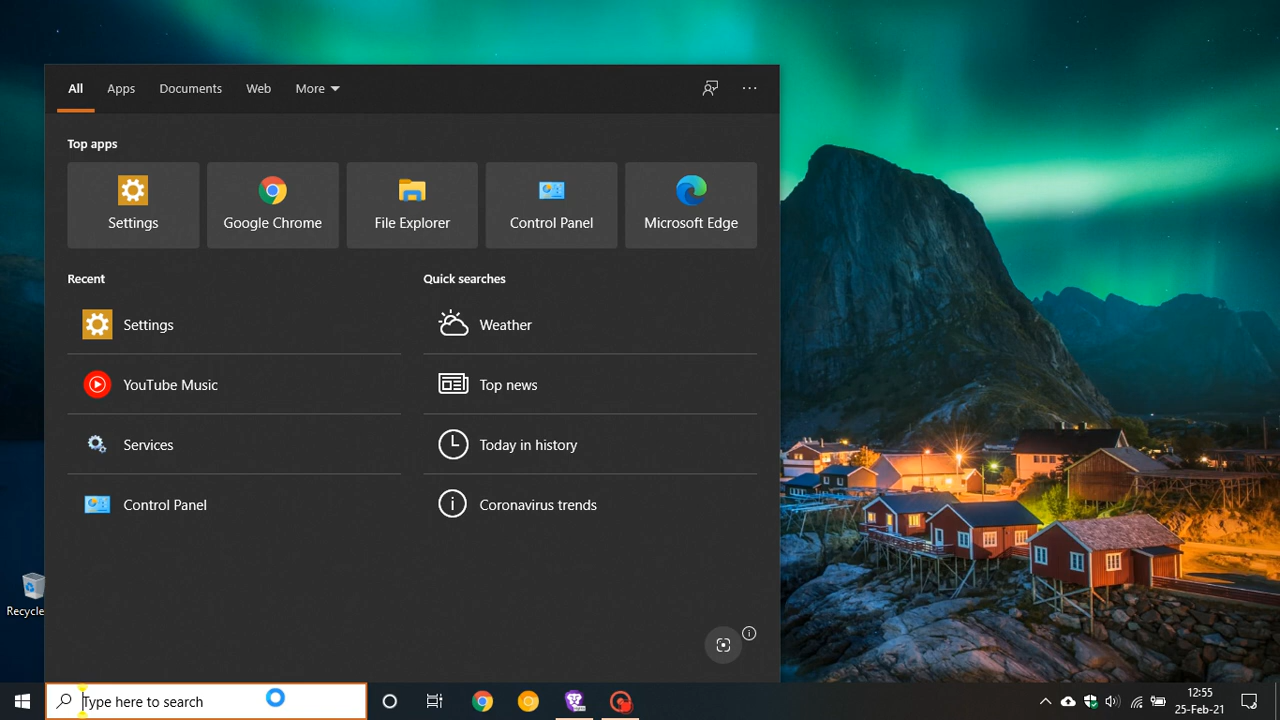 All Apps Documents Web More
Top apps
Settings Google Chrome File Explorer Control Panel Microsoft Edge
Recent
Settings
YouTube Music
Services
Control Panel
Quick searches
Weather
Top news
Today in history
Coronavirus trends
Recycle
Type here to search
12:55
25-Feb-21